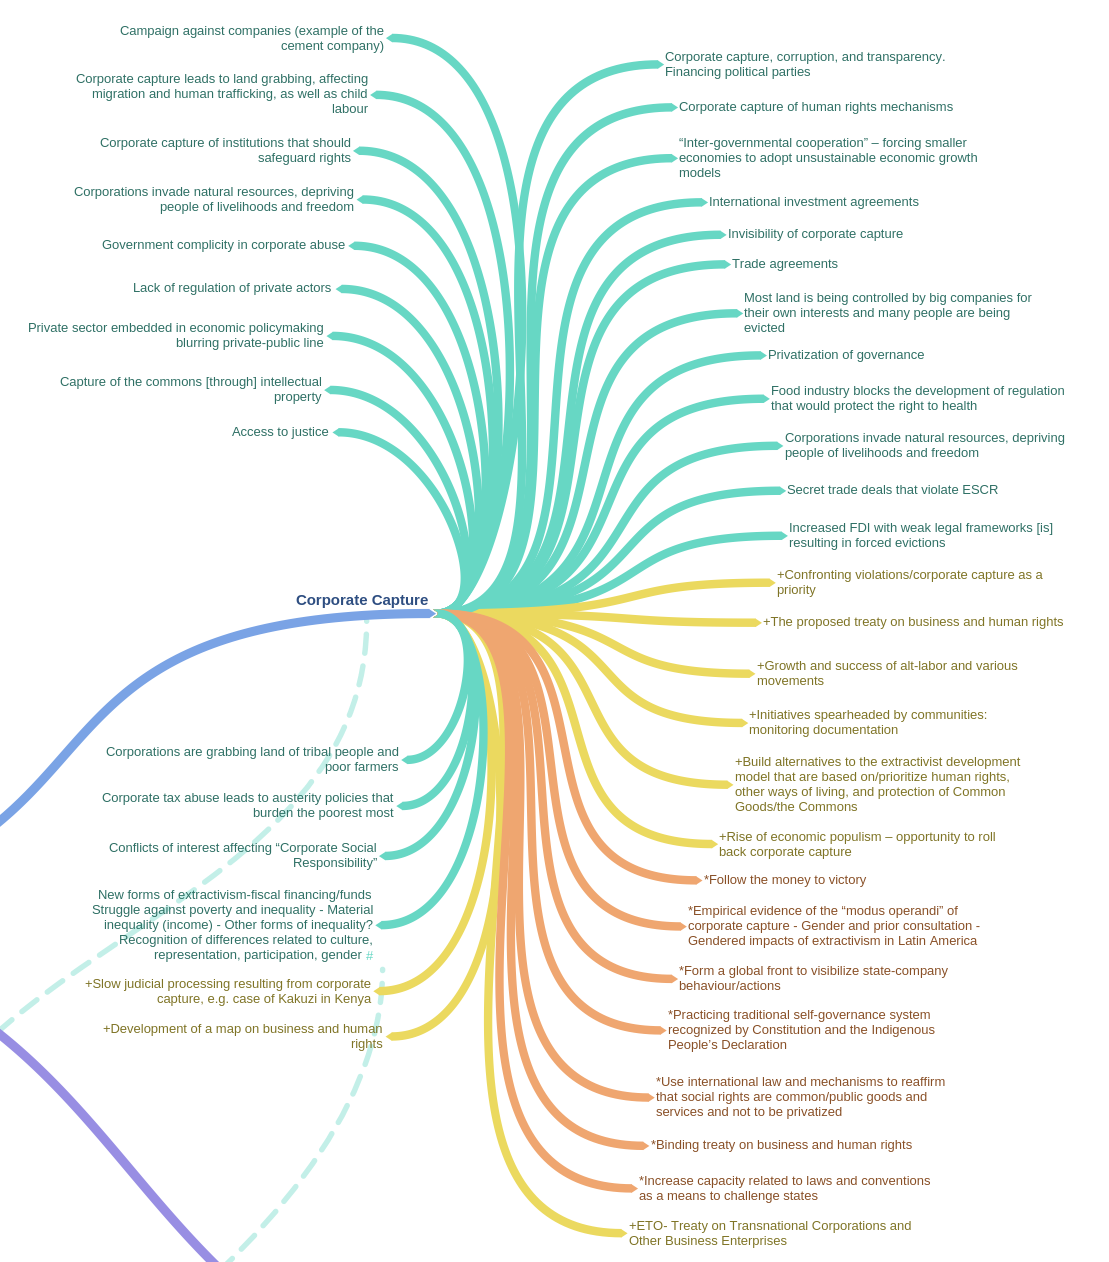 Campaign against companies (example of the
cement company)
Corporate capture leads to land grabbing, affecting
migration and human trafficking, as well as child
labour
Corporate capture of institutions that should
safeguard rights
Corporations invade natural resources, depriving
people of livelihoods and freedom
Government complicity in corporate abuse
Lack of regulation of private actors
Private sector embedded in economic policymaking
blurring private-public line
Capture of the commons [through] intellectual
property
Access to justice
Corporate capture, corruption, and transparency.
Financing political parties
Corporate capture of human rights mechanisms
“Inter-governmental cooperation” – forcing smaller
economies to adopt unsustainable economic growth
models
International investment agreements
Invisibility of corporate capture
Trade agreements
Most land is being controlled by big companies for
their own interests and many people are being
evicted
Privatization of governance
Food industry blocks the development of regulation
that would protect the right to health
Corporations invade natural resources, depriving
people of livelihoods and freedom
Secret trade deals that violate ESCR
Increased FDI with weak legal frameworks [is]
resulting in forced evictions
Corporate Capture
+Confronting violations/corporate capture as a
priority
+The proposed treaty on business and human rights
+Growth and success of alt-labor and various
movements
+Initiatives spearheaded by communities:
monitoring documentation
+Build alternatives to the extractivist development
model that are based on/prioritize human rights,
other ways of living, and protection of Common
Goods/the Commons
+Rise of economic populism – opportunity to roll
back corporate capture
*Follow the money to victory
*Empirical evidence of the “modus operandi” of
corporate capture - Gender and prior consultation -
Gendered impacts of extractivism in Latin America
*Form a global front to visibilize state-company
behaviour/actions
*Practicing traditional self-governance system
recognized by Constitution and the Indigenous
People’s Declaration
*Use international law and mechanisms to reaffirm
that social rights are common/public goods and
services and not to be privatized
*Binding treaty on business and human rights
*Increase capacity related to laws and conventions
as a means to challenge states
+ETO- Treaty on Transnational Corporations and
Other Business Enterprises
Corporations are grabbing land of tribal people and
poor farmers
Corporate tax abuse leads to austerity policies that
burden the poorest most
Conflicts of interest affecting “Corporate Social
Responsibility”
New forms of extractivism-fiscal financing/funds
Struggle against poverty and inequality - Material
inequality (income) - Other forms of inequality?
Recognition of differences related to culture,
representation, participation, gender #
+Slow judicial processing resulting from corporate
capture, e.g. case of Kakuzi in Kenya
+Development of a map on business and human
rights